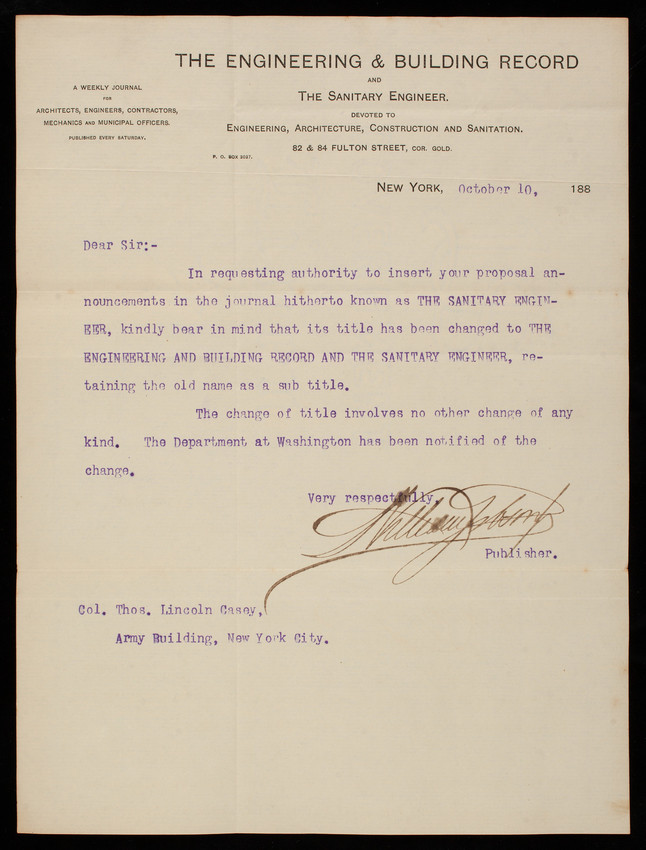 THE ENGINEERING & BUILDING RECORD
AND
THE SANITARY ENGINEER.
DEVOTED TO
ENGINEERING, ARCHITECTURE, CONSTRUCTION AND SANITATION.
82 & 84 FULTON STREET, COR. GOLD.
A WEEKLY JOURNAL
FOR
ARCHITECTS, ENGINEERS, CONTRACTORS,
MECHANICS AND MUNICIPAL OFFICERS.
PUBLISHED EVERY SATURDAY.
P. O. BOX 3037.
NEW YORK, October 10, 188
Dear Sir:-
In requesting authority to insert your proposal an-
nouncements in the journal hitherto known as THE SANITARY ENGIN-
EER, kindly bear in mind that its title has been changed to THE
ENGINEERING AND BUILDING RECORD AND THE SANITARY ENGINEER, re-
taining the old name as a sub title.
The change of title involves no other change of any
kind. The Department at Washington has been notified of the
change.
Very respectfully,
Publisher.
Col. Thos. Lincoln Casey,
Army Building, New York City.